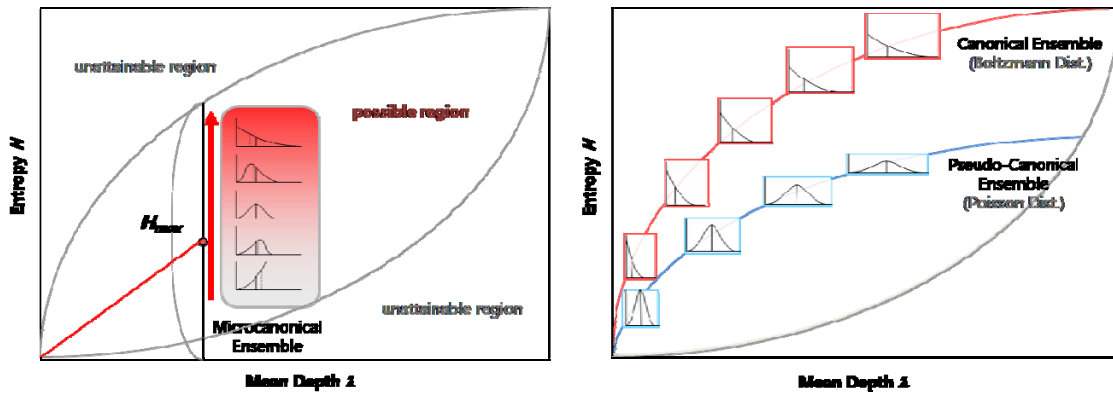 unattainable region
possible region
Entropy H
H_max
unattainable region
Microcanonical
Ensemble
Mean Depth λ
Canonical Ensemble
(Boltzmann Dist.)
Entropy H
Pseudo-Canonical
Ensemble
(Poisson Dist.)
Mean Depth λ